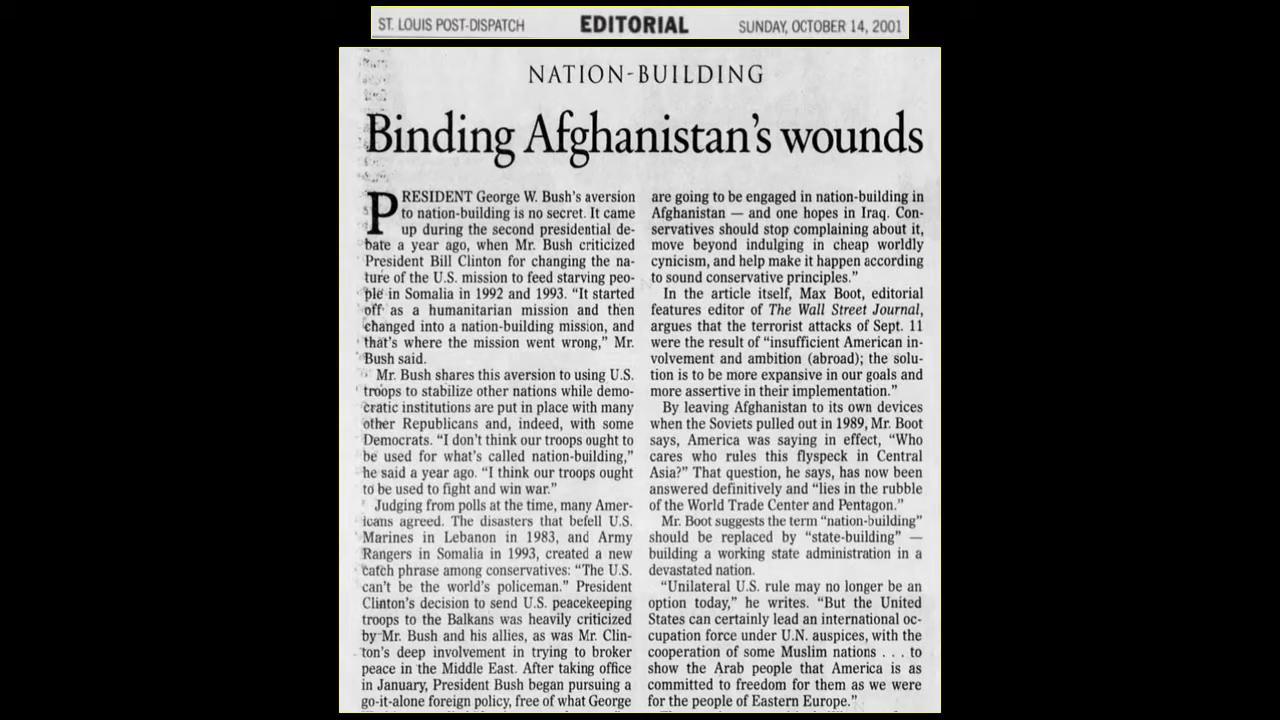 ST. LOUIS POST-DISPATCH EDITORIAL SUNDAY, OCTOBER 14, 2001
NATION-BUILDING
Binding Afghanistan's wounds
PRESIDENT George W. Bush's aversion
to nation-building is no secret. It came
up during the second presidential de-
bate a year ago, when Mr. Bush criticized
President Bill Clinton for changing the na-
ture of the U.S. mission to feed starving peo-
ple in Somalia in 1992 and 1993. “It started
off as a humanitarian mission and then
changed into a nation-building mission, and
that's where the mission went wrong,” Mr.
Bush said.
Mr. Bush shares this aversion to using U.S.
troops to stabilize other nations while demo-
cratic institutions are put in place with many
other Republicans and, indeed, with some
Democrats. “I don't think our troops ought to
be used for what's called nation-building,”
he said a year ago. “I think our troops ought
to be used to fight and win war.”
Judging from polls at the time, many Amer-
icans agreed. The disasters that befell U.S.
Marines in Lebanon in 1983, and Army
Rangers in Somalia in 1993, created a new
catch phrase among conservatives: “The U.S.
can't be the world's policeman.” President
Clinton's decision to send U.S. peacekeeping
troops to the Balkans was heavily criticized
by Mr. Bush and his allies, as was Mr. Clin-
ton's deep involvement in trying to broker
peace in the Middle East. After taking office
in January, President Bush began pursuing a
go-it-alone foreign policy, free of what George
are going to be engaged in nation-building in
Afghanistan — and one hopes in Iraq. Con-
servatives should stop complaining about it,
move beyond indulging in cheap worldly
cynicism, and help make it happen according
to sound conservative principles.”
In the article itself, Max Boot, editorial
features editor of The Wall Street Journal,
argues that the terrorist attacks of Sept. 11
were the result of “insufficient American in-
volvement and ambition (abroad); the solu-
tion is to be more expansive in our goals and
more assertive in their implementation.”
By leaving Afghanistan to its own devices
when the Soviets pulled out in 1989, Mr. Boot
says, America was saying in effect, “Who
cares who rules this flyspeck in Central
Asia?” That question, he says, has now been
answered definitively and “lies in the rubble
of the World Trade Center and Pentagon.”
Mr. Boot suggests the term “nation-building”
should be replaced by “state-building” —
building a working state administration in a
devastated nation.
“Unilateral U.S. rule may no longer be an
option today,” he writes. “But the United
States can certainly lead an international oc-
cupation force under U.N. auspices, with the
cooperation of some Muslim nations . . . to
show the Arab people that America is as
committed to freedom for them as we were
for the people of Eastern Europe.”